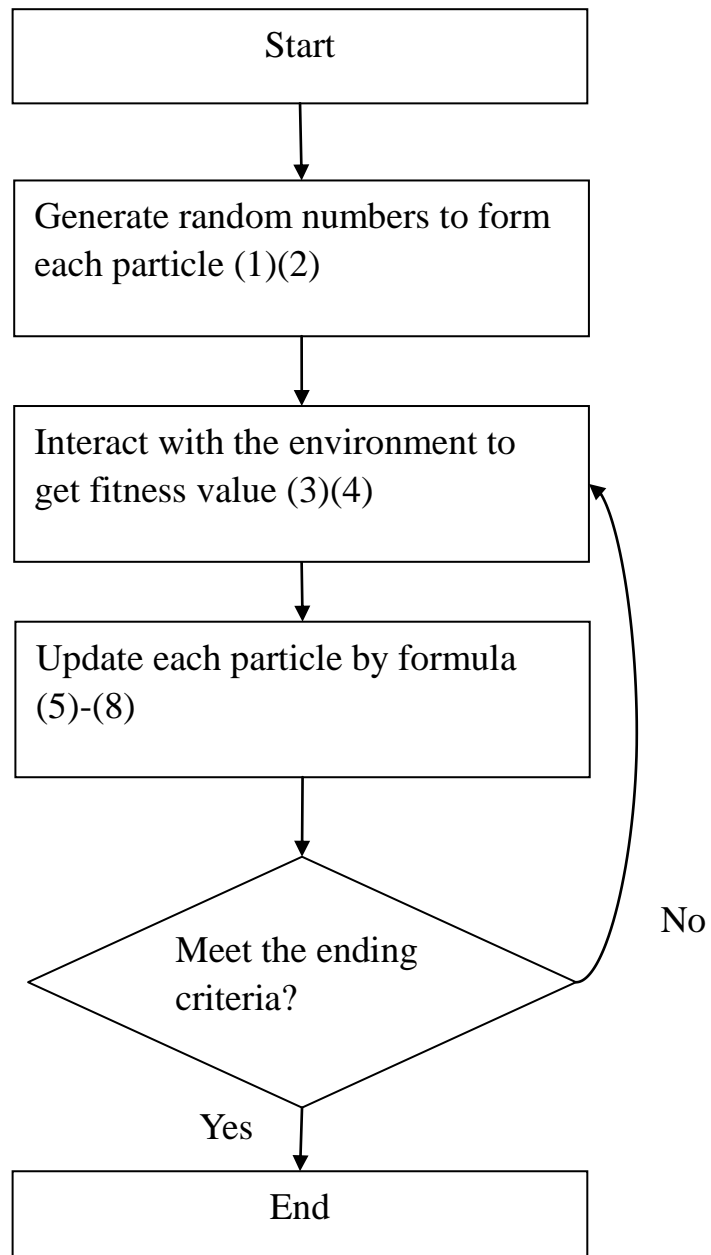 Start
Generate random numbers to form
each particle (1)(2)
Interact with the environment to
get fitness value (3)(4)
Update each particle by formula
(5)-(8)
Meet the ending
criteria?
No
Yes
End